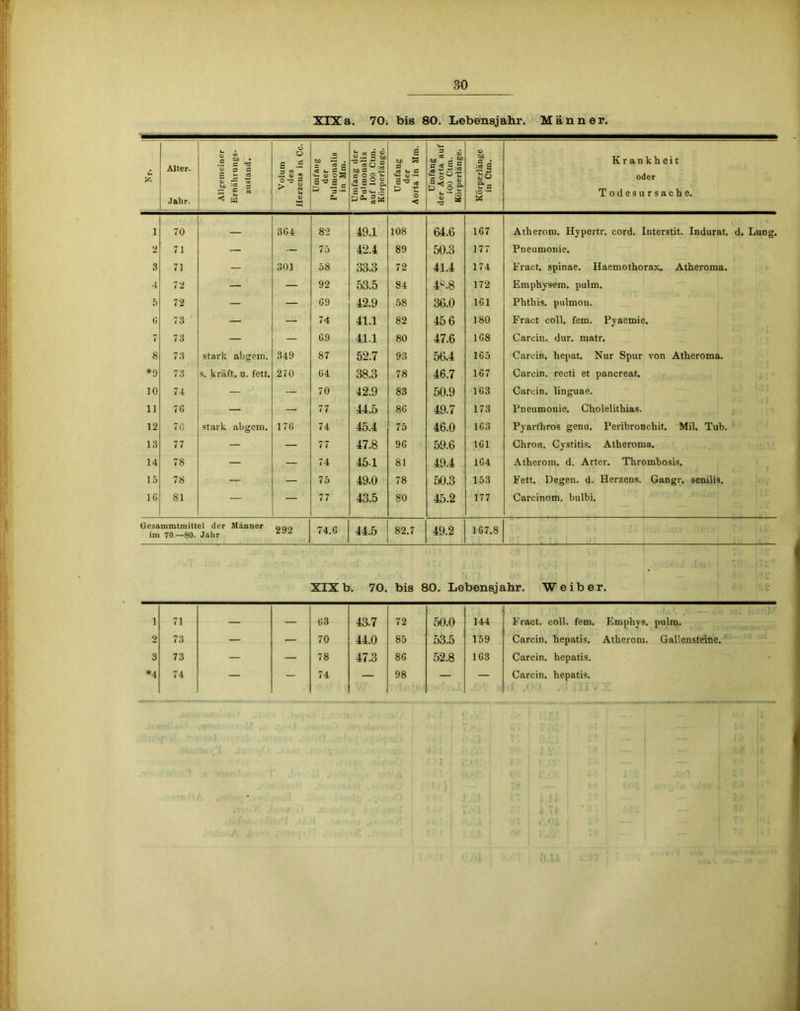 30
XIXa. 70. bis 80. Lebensjahr. Männer.
Nr. | Alter. Jahr. | Allgemeiner Ernährungs-zustand. | Volum des Herzens in Cc. | Umfang der Pulmonalis in Mm. | Umfang der Pulmonalis auf 100 Ctm. Körperlänge. | Umfang der Aorta in Mm. | Umfang der Aorta auf 100 Ctm. Körperlänge. | Körperlänge in Ctm. | Krankheit oder Todesursache.
1 | 70 | — | 364 | 82 | 49.1 | 108 | 64.6 | 167 | Atherom. Hypertr. cord. Interstit. Indurat. d. Lung.
2 | 71 | — | — | 75 | 42.4 | 89 | 50.3 | 177 | Pneumonie.
3 | 71 | — | 301 | 58 | 33.3 | 72 | 41.4 | 174 | Fract. spinae. Haemothorax. Atheroma.
4 | 72 | — | — | 92 | 53.5 | 84 | 48.8 | 172 | Emphysem. pulm.
5 | 72 | — | — | 69 | 42.9 | 58 | 36.0 | 161 | Phthis. pulmon.
6 | 73 | — | — | 74 | 41.1 | 82 | 45 6 | 180 | Fract coll. fem. Pyaemie.
7 | 73 | — | — | 69 | 41.1 | 80 | 47.6 | 168 | Carcin. dur. matr.
8 | 73 | stark abgem. | 349 | 87 | 52.7 | 93 | 56.4 | 165 | Carcin. hepat. Nur Spur von Atheroma.
*9 | 73 | s. kräft. u. fett. | 270 | 64 | 38.3 | 78 | 46.7 | 167 | Carcin. recti et pancreat.
10 | 74 | — | — | 70 | 42.9 | 83 | 50.9 | 163 | Carcin. linguae.
11 | 76 | — | — | 77 | 44.5 | 86 | 49.7 | 173 | Pneumonie. Cholelithias.
12 | 76 | stark abgem. | 176 | 74 | 45.4 | 75 | 46.0 | 163 | Pyarthros genu. Peribronchit. Mil. Tub.
13 | 77 | — | — | 77 | 47.8 | 96 | 59.6 | 161 | Chron. Cystitis. Atheroma.
14 | 78 | — | — | 74 | 45.1 | 81 | 49.4 | 164 | Atherom. d. Arter. Thrombosis.
15 | 78 | — | — | 75 | 49.0 | 78 | 50.3 | 153 | Fett. Degen. d. Herzens. Gangr. senilis.
16 | 81 | — | — | 77 | 43.5 | 80 | 45.2 | 177 | Carcinom. bulbi.
Gesammtmittel der Männer im 70.—80. Jahr | 292 | 74.6 | 44.5 | 82.7 | 49.2 | 167.8
XIXb. 70. bis 80. Lebensjahr. Weiber.
1 | 71 | — | — | 63 | 43.7 | 72 | 50.0 | 144 | Fract. coll. fem. Emphys. pulm.
2 | 73 | — | — | 70 | 44.0 | 85 | 53.5 | 159 | Carcin. hepatis. Atherom. Gallensteine.
3 | 73 | — | — | 78 | 47.3 | 86 | 52.8 | 163 | Carcin. hepatis.
*4 | 74 | — | — | 74 | — | 98 | — | — | Carcin. hepatis.